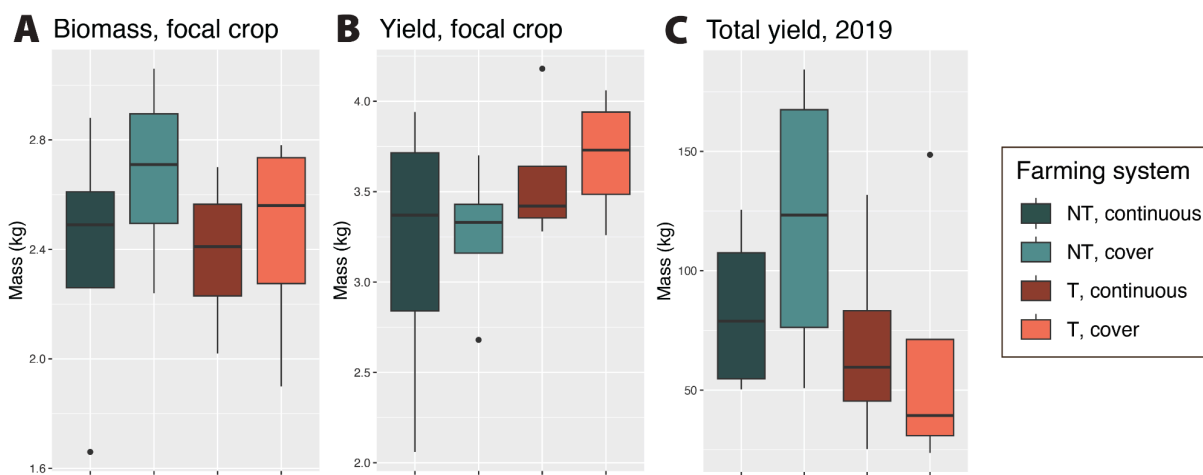 A Biomass, focal crop
Mass (kg)
2.8
2.4
2.0
1.6
B Yield, focal crop
Mass (kg)
4.0
3.5
3.0
2.5
2.0
C Total yield, 2019
Mass (kg)
150
100
50
Farming system
NT, continuous
NT, cover
T, continuous
T, cover